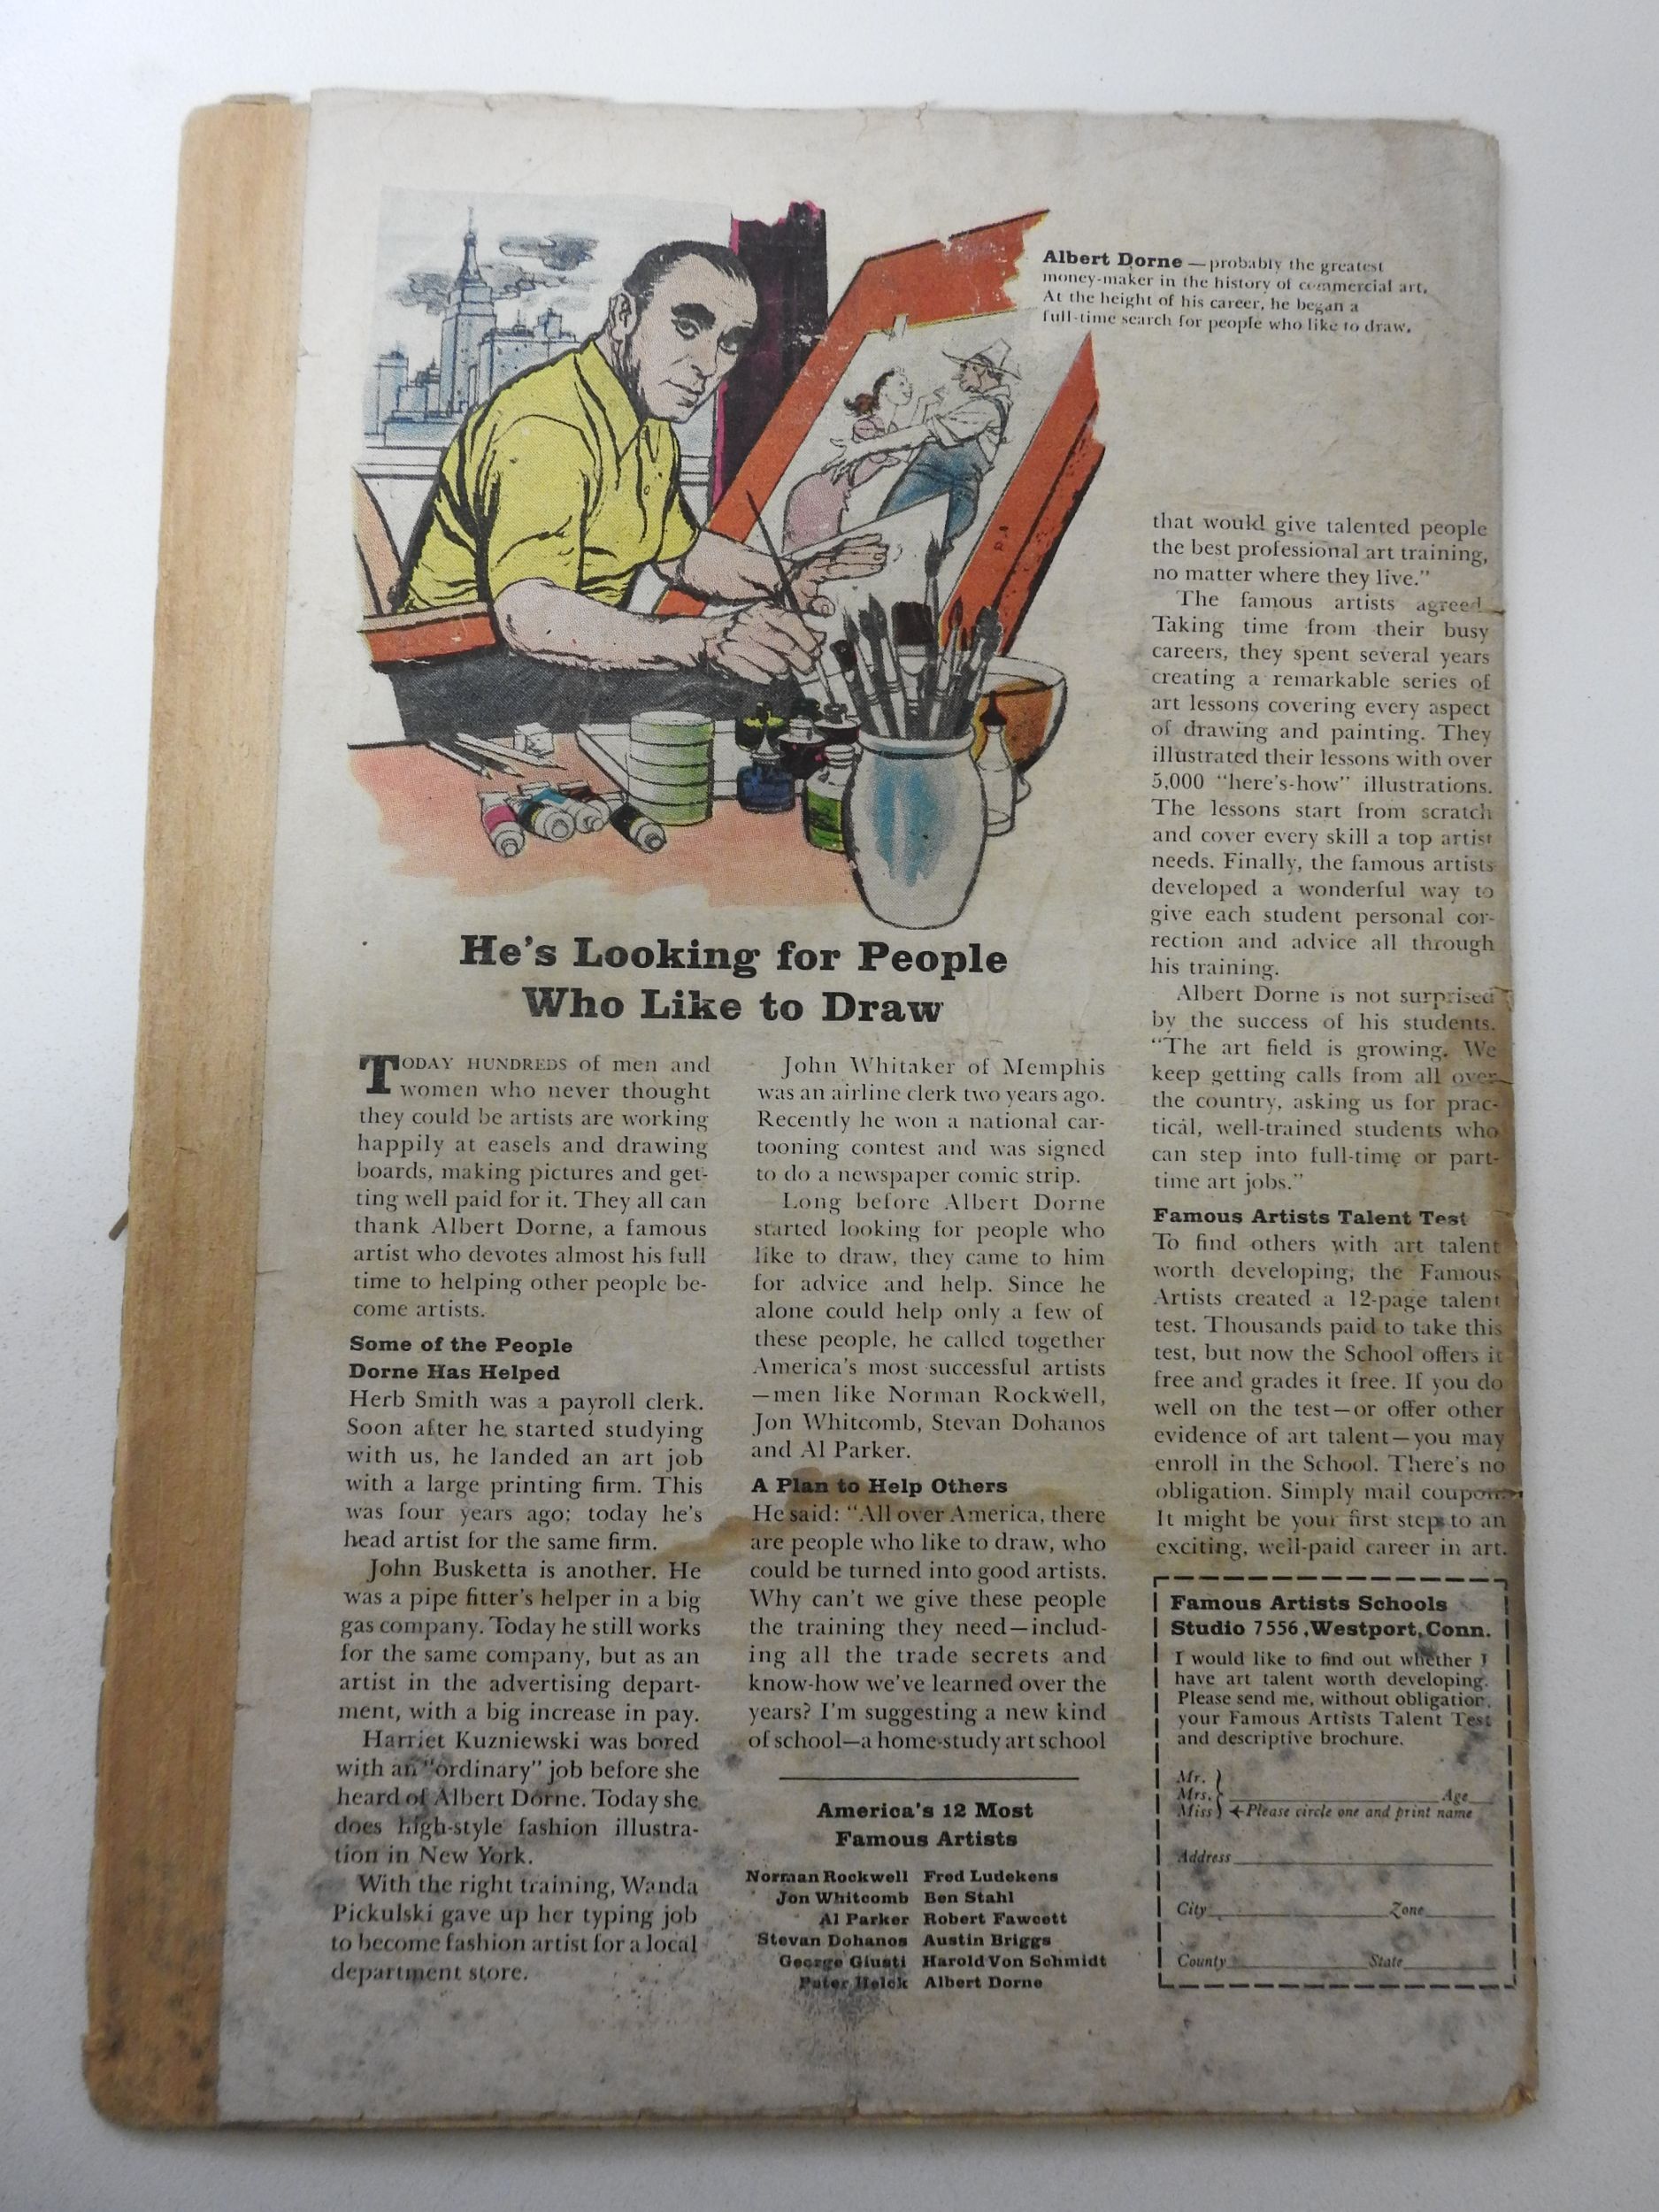 Albert Dorne — probably the greatest
money-maker in the history of commercial art.
At the height of his career, he began a
full-time search for people who like to draw.
He's Looking for People
Who Like to Draw
TODAY HUNDREDS of men and
women who never thought
they could be artists are working
happily at easels and drawing
boards, making pictures and get-
ting well paid for it. They all can
thank Albert Dorne, a famous
artist who devotes almost his full
time to helping other people be-
come artists.
Some of the People
Dorne Has Helped
Herb Smith was a payroll clerk.
Soon after he started studying
with us, he landed an art job
with a large printing firm. This
was four years ago; today he's
head artist for the same firm.
John Busketta is another. He
was a pipe fitter's helper in a big
gas company. Today he still works
for the same company, but as an
artist in the advertising depart-
ment, with a big increase in pay.
Harriet Kuzniewski was bored
with an "ordinary" job before she
heard of Albert Dorne. Today she
does high-style fashion illustra-
tion in New York.
With the right training, Wanda
Pickulski gave up her typing job
to become fashion artist for a local
department store.
John Whitaker of Memphis
was an airline clerk two years ago.
Recently he won a national car-
tooning contest and was signed
to do a newspaper comic strip.
Long before Albert Dorne
started looking for people who
like to draw, they came to him
for advice and help. Since he
alone could help only a few of
these people, he called together
America's most successful artists
—men like Norman Rockwell,
Jon Whitcomb, Stevan Dohanos
and Al Parker.
A Plan to Help Others
He said: "All over America, there
are people who like to draw, who
could be turned into good artists.
Why can't we give these people
the training they need—includ-
ing all the trade secrets and
know-how we've learned over the
years? I'm suggesting a new kind
of school—a home-study art school
America's 12 Most
Famous Artists
Norman Rockwell Fred Ludekens
Jon Whitcomb Ben Stahl
Al Parker Robert Fawcett
Stevan Dohanos Austin Briggs
George Giusti Harold Von Schmidt
Peter Helck Albert Dorne
that would give talented people
the best professional art training,
no matter where they live."
The famous artists agreed.
Taking time from their busy
careers, they spent several years
creating a remarkable series of
art lessons covering every aspect
of drawing and painting. They
illustrated their lessons with over
5,000 "here's-how" illustrations.
The lessons start from scratch
and cover every skill a top artist
needs. Finally, the famous artists
developed a wonderful way to
give each student personal cor-
rection and advice all through
his training.
Albert Dorne is not surprised
by the success of his students.
"The art field is growing. We
keep getting calls from all over
the country, asking us for prac-
tical, well-trained students who
can step into full-time or part-
time art jobs."
Famous Artists Talent Test
To find others with art talent
worth developing, the Famous
Artists created a 12-page talent
test. Thousands paid to take this
test, but now the School offers it
free and grades it free. If you do
well on the test—or offer other
evidence of art talent—you may
enroll in the School. There's no
obligation. Simply mail coupon.
It might be your first step to an
exciting, well-paid career in art.
Famous Artists Schools
Studio 7556, Westport, Conn.
I would like to find out whether I
have art talent worth developing.
Please send me, without obligation,
your Famous Artists Talent Test
and descriptive brochure.
Mr.
Mrs. Age
Miss Please circle one and print name
Address
City Zone
County State